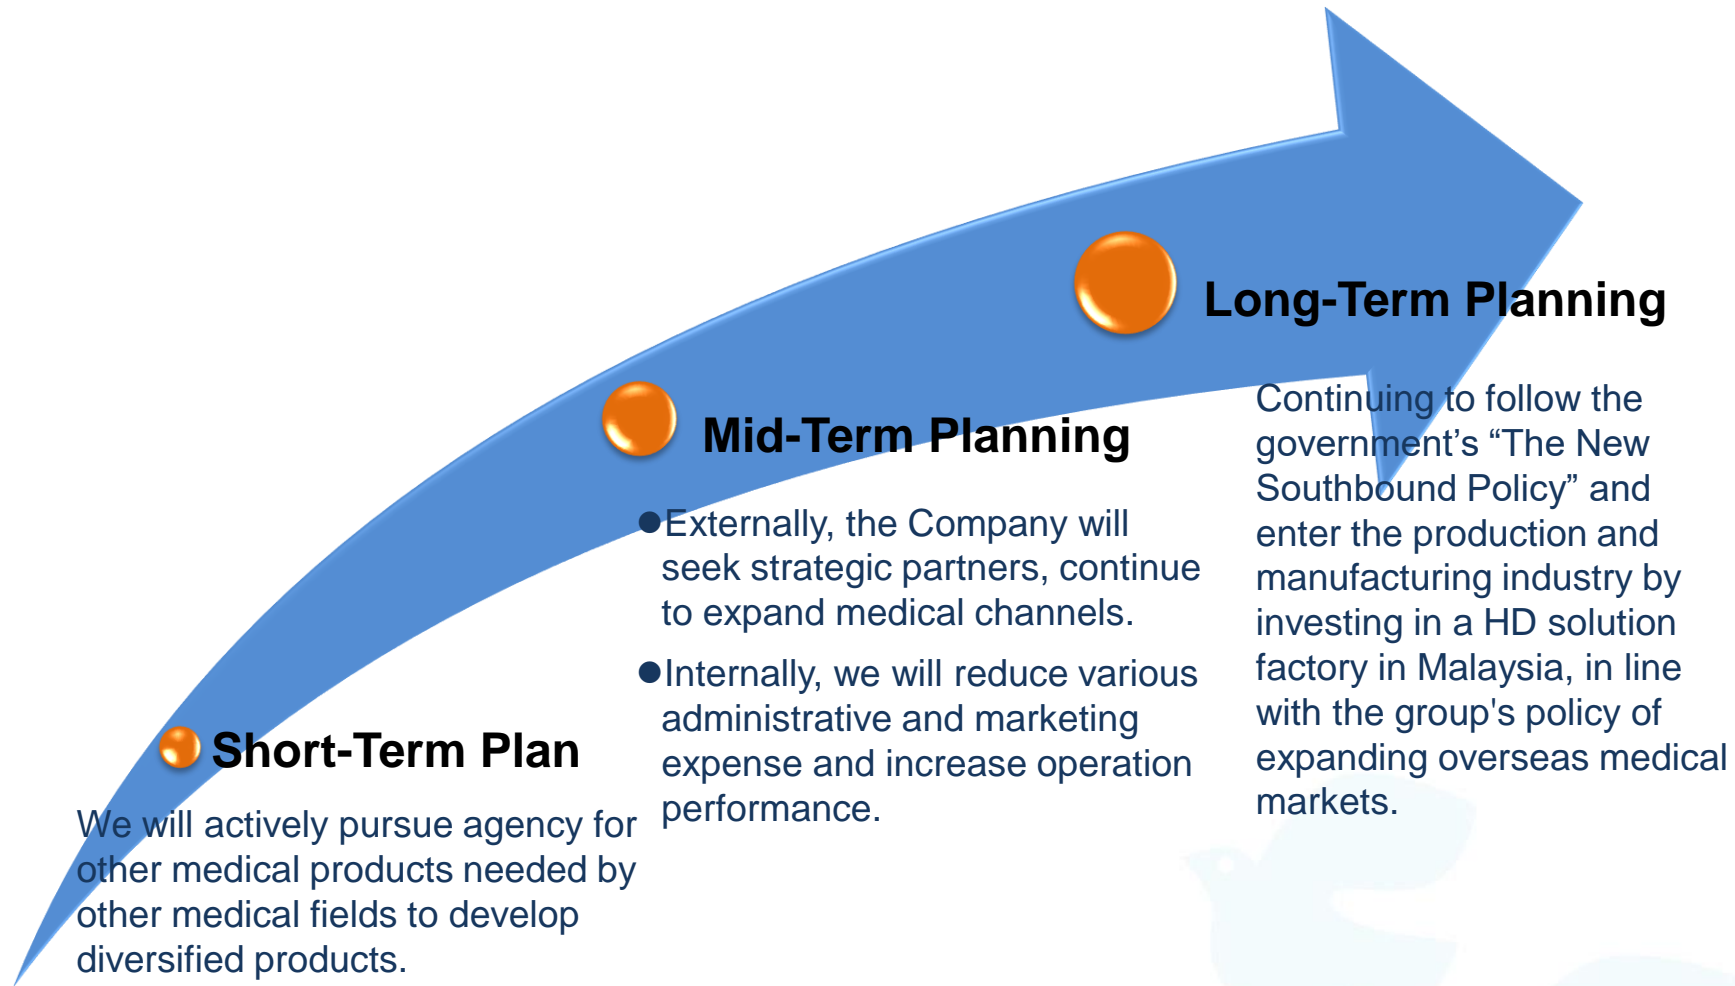 Short-Term Plan
We will actively pursue agency for
other medical products needed by
other medical fields to develop
diversified products.
Mid-Term Planning
●Externally, the Company will
seek strategic partners, continue
to expand medical channels.
●Internally, we will reduce various
administrative and marketing
expense and increase operation
performance.
Long-Term Planning
Continuing to follow the
government’s “The New
Southbound Policy” and
enter the production and
manufacturing industry by
investing in a HD solution
factory in Malaysia, in line
with the group's policy of
expanding overseas medical
markets.